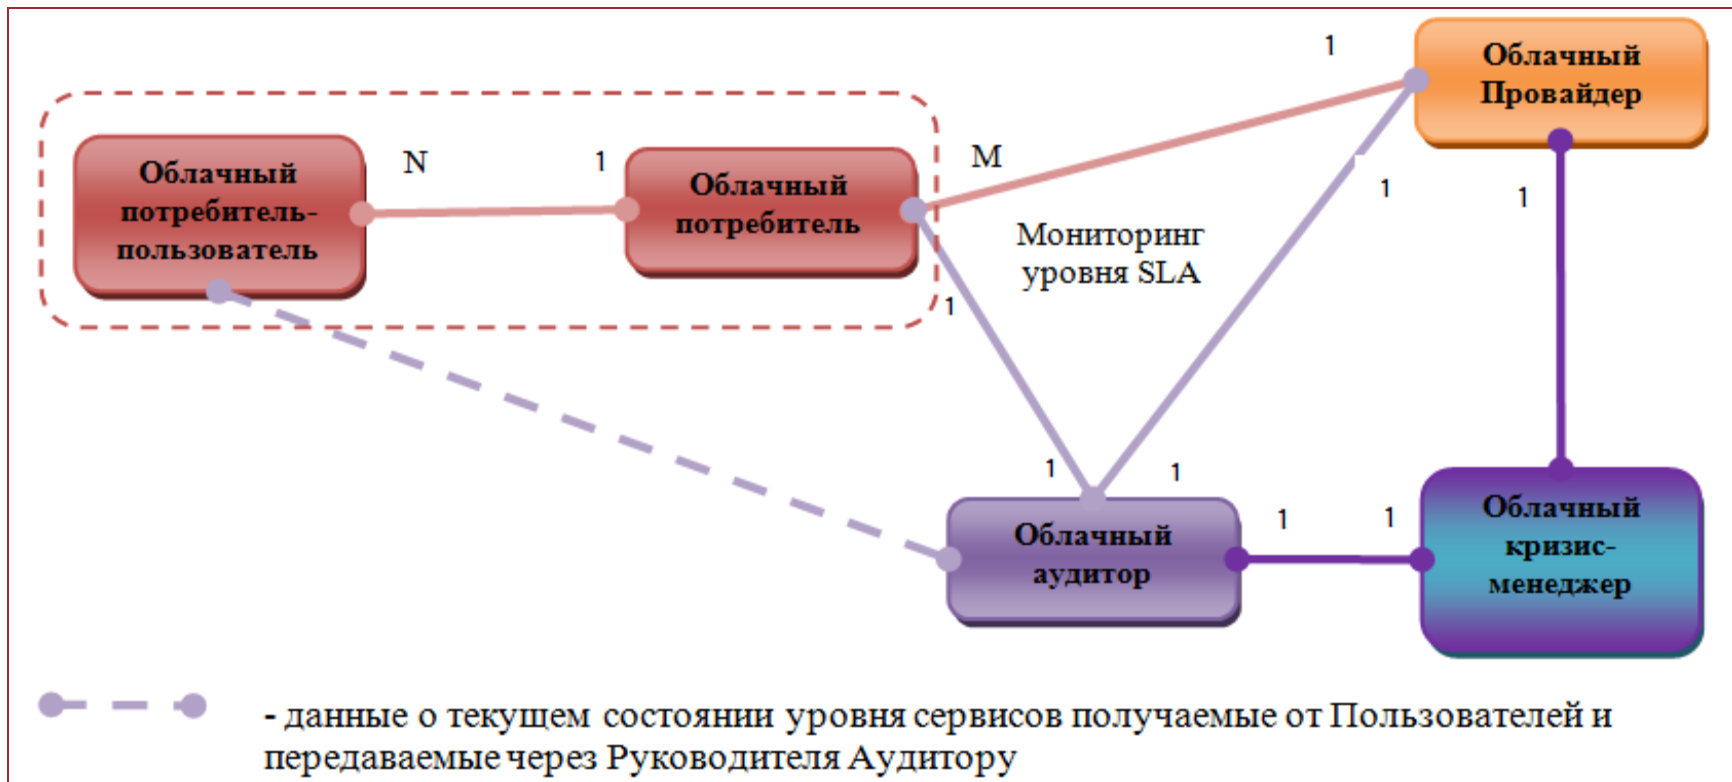 Облачный
потребитель-
пользователь
N
1
Облачный
потребитель
M
1
Облачный
Провайдер
Мониторинг
уровня SLA
1
1
1
1
1
Облачный
аудитор
1
1
Облачный
кризис-
менеджер
- данные о текущем состоянии уровня сервисов получаемые от Пользователей и
передаваемые через Руководителя Аудитору